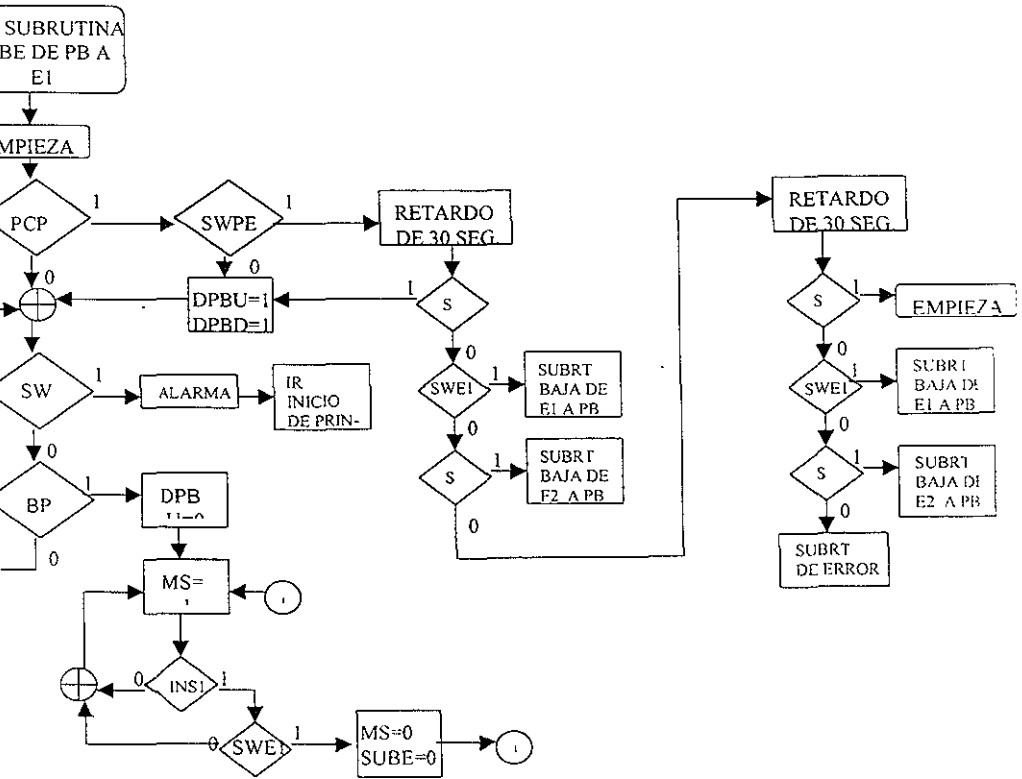 SUBRUTINA
BE DE PB A
E1
MPIEZA
PCP
1
0
SWPE
1
0
RETARDO
DE 30 SEG.
DPBU=1
DPBD=1
S
1
0
SW
1
0
ALARMA
IR
INICIO
DE PRIN-
SWE1
1
0
SUBRT
BAJA DE
E1 A PB
BP
1
0
DPB
U=0
S
1
0
SUBRT
BAJA DE
E2 A PB
MS=
1
INS1
0
1
SWE1
0
1
MS=0
SUBE=0
RETARDO
DE 30 SEG.
S
1
0
EMPIEZA
SWE1
1
0
SUBRT
BAJA DE
E1 A PB
S
1
0
SUBRT
BAJA DE
E2 A PB
SUBRT
DE ERROR